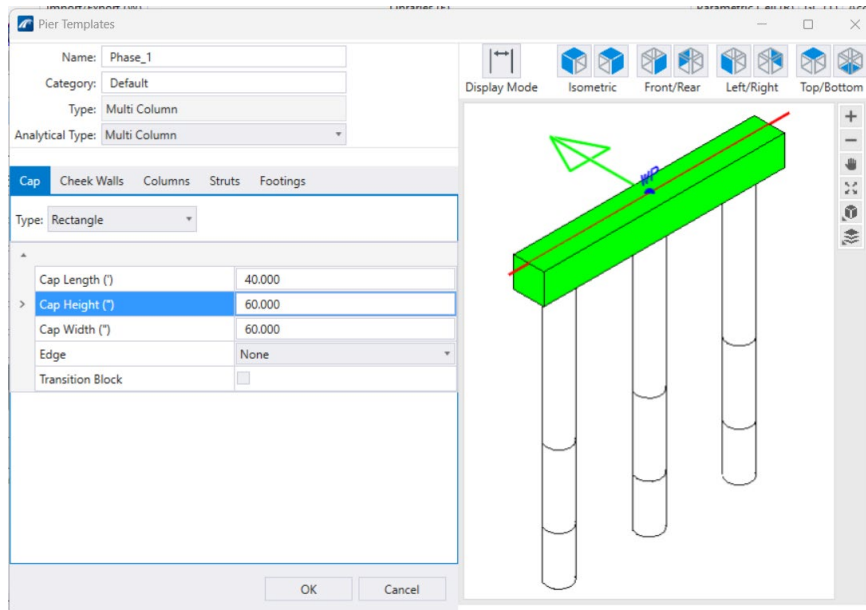 Pier Templates
Name: Phase_1
Category: Default
Type: Multi Column
Analytical Type: Multi Column
Cap Cheek Walls Columns Struts Footings
Type: Rectangle
Cap Length (') 40.000
Cap Height (") 60.000
Cap Width (") 60.000
Edge None
Transition Block
OK Cancel
Display Mode Isometric Front/Rear Left/Right Top/Bottom
WP